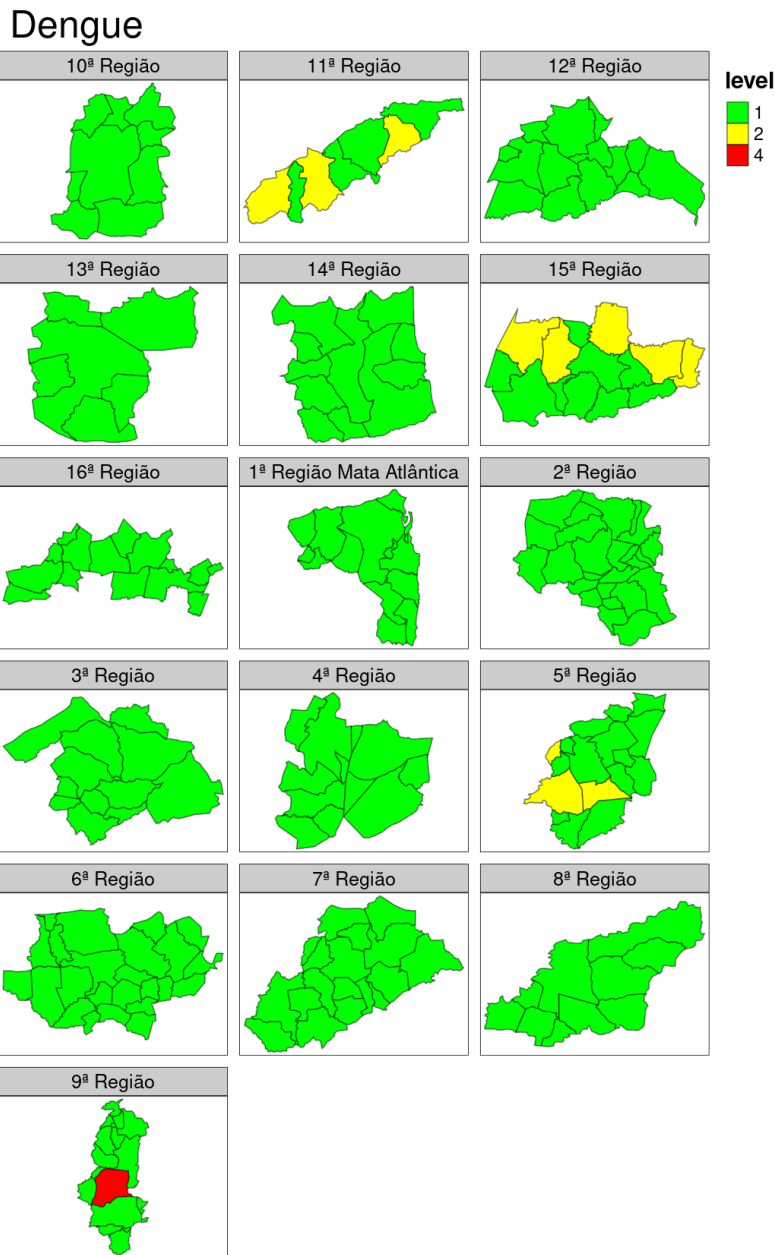 Dengue
10ª Região
11ª Região
12ª Região
level
1
2
4
13ª Região
14ª Região
15ª Região
16ª Região
1ª Região Mata Atlântica
2ª Região
3ª Região
4ª Região
5ª Região
6ª Região
7ª Região
8ª Região
9ª Região